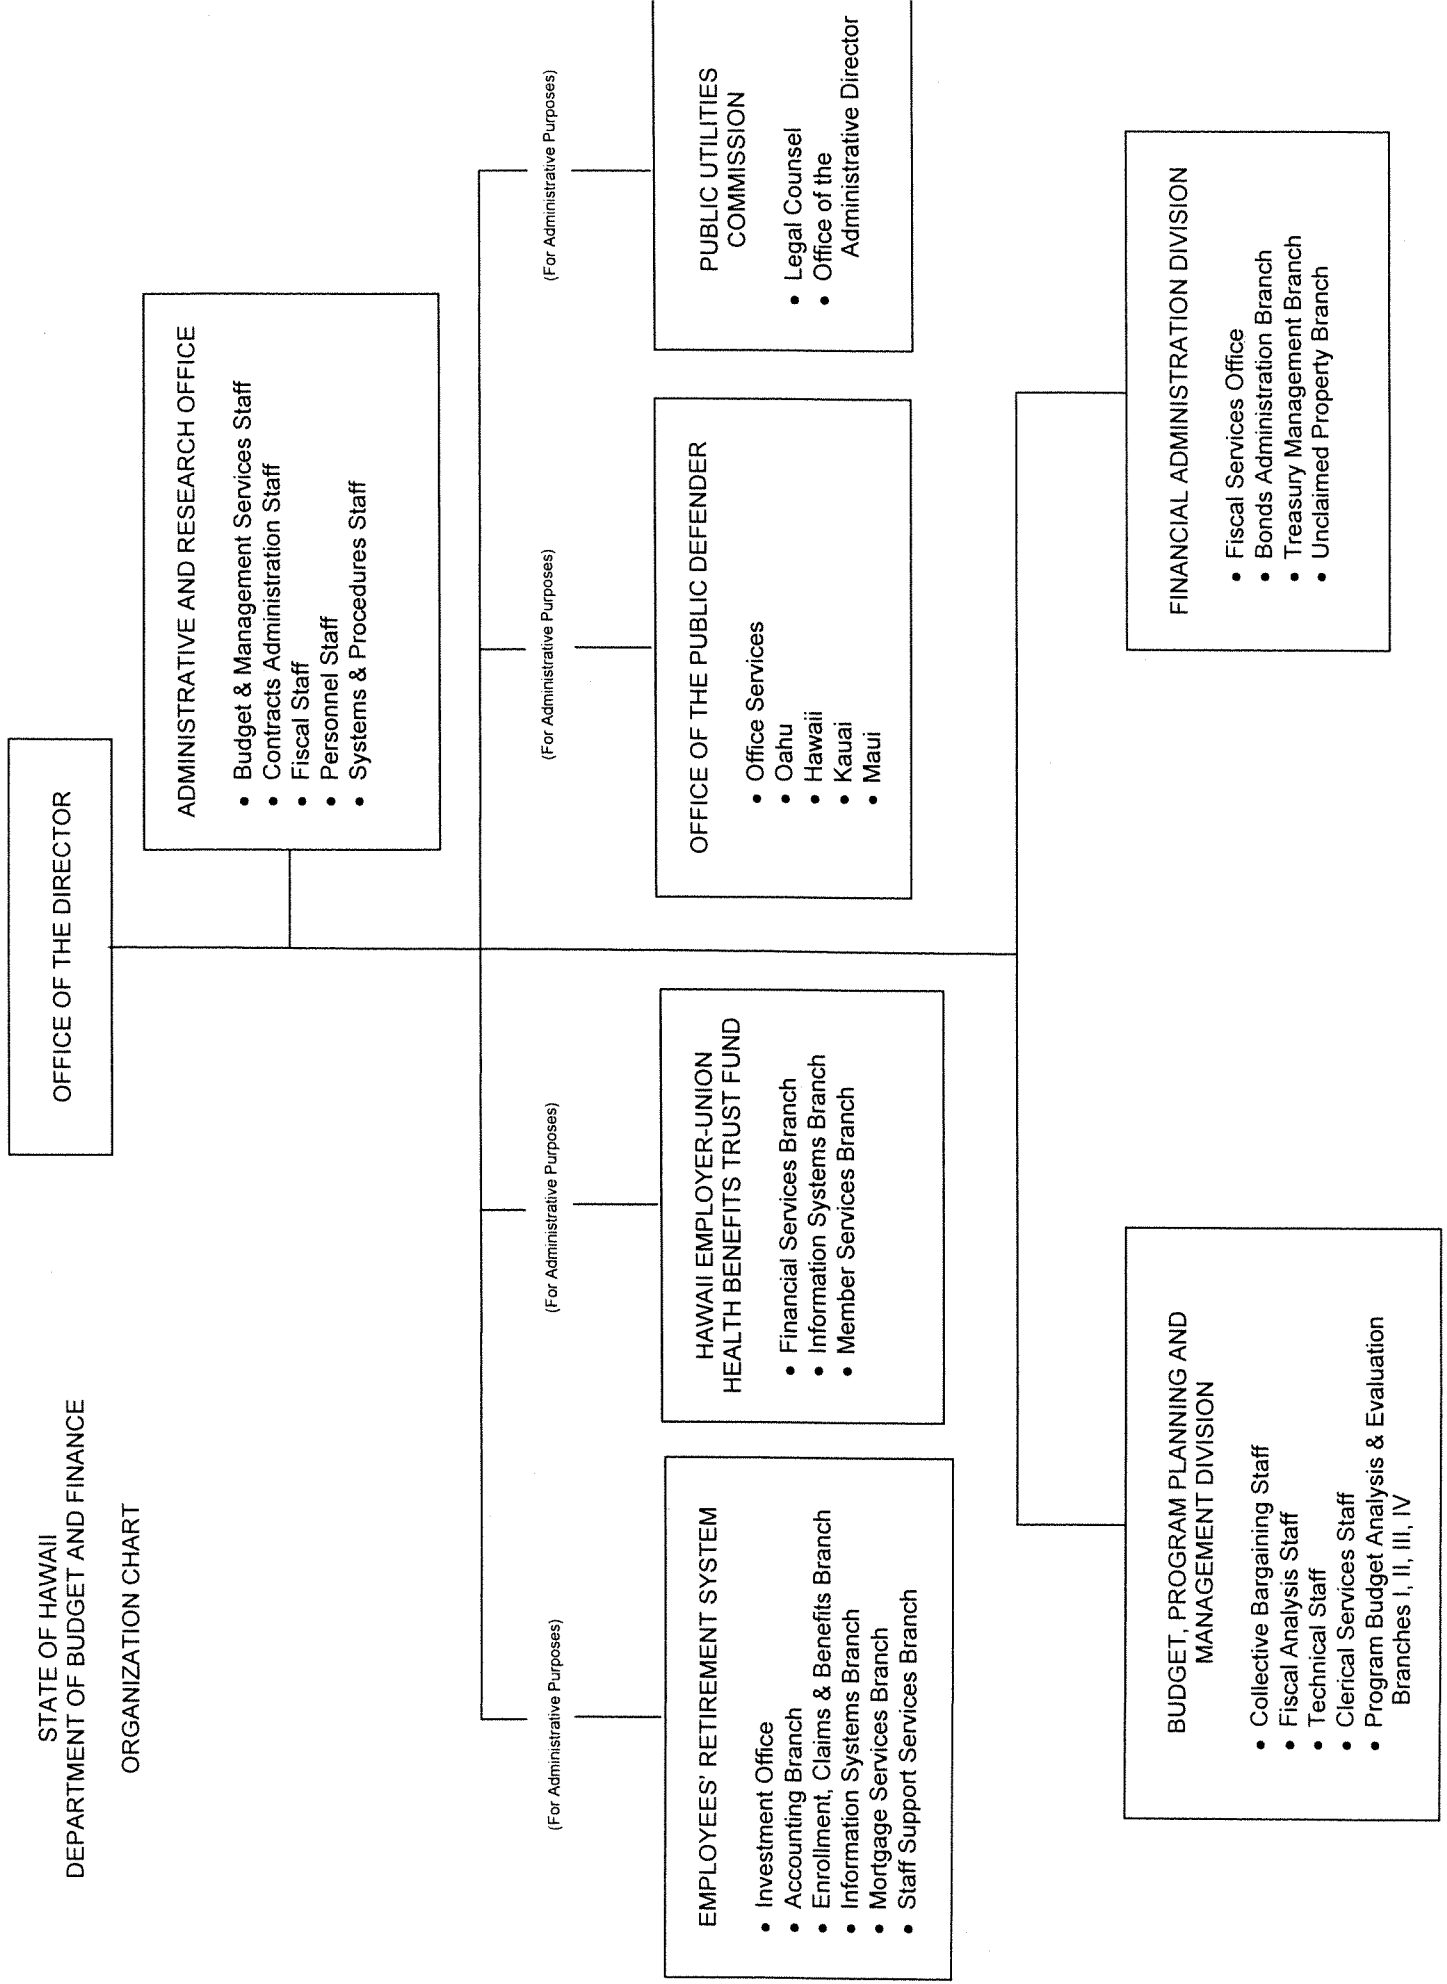 STATE OF HAWAII
DEPARTMENT OF BUDGET AND FINANCE
ORGANIZATION CHART
OFFICE OF THE DIRECTOR
ADMINISTRATIVE AND RESEARCH OFFICE
• Budget & Management Services Staff
• Contracts Administration Staff
• Fiscal Staff
• Personnel Staff
• Systems & Procedures Staff
(For Administrative Purposes)
(For Administrative Purposes)
(For Administrative Purposes)
(For Administrative Purposes)
EMPLOYEES' RETIREMENT SYSTEM
• Investment Office
• Accounting Branch
• Enrollment, Claims & Benefits Branch
• Information Systems Branch
• Mortgage Services Branch
• Staff Support Services Branch
HAWAII EMPLOYER-UNION
HEALTH BENEFITS TRUST FUND
• Financial Services Branch
• Information Systems Branch
• Member Services Branch
OFFICE OF THE PUBLIC DEFENDER
• Office Services
• Oahu
• Hawaii
• Kauai
• Maui
PUBLIC UTILITIES
COMMISSION
• Legal Counsel
• Office of the
Administrative Director
BUDGET, PROGRAM PLANNING AND
MANAGEMENT DIVISION
• Collective Bargaining Staff
• Fiscal Analysis Staff
• Technical Staff
• Clerical Services Staff
• Program Budget Analysis & Evaluation
Branches I, II, III, IV
FINANCIAL ADMINISTRATION DIVISION
• Fiscal Services Office
• Bonds Administration Branch
• Treasury Management Branch
• Unclaimed Property Branch